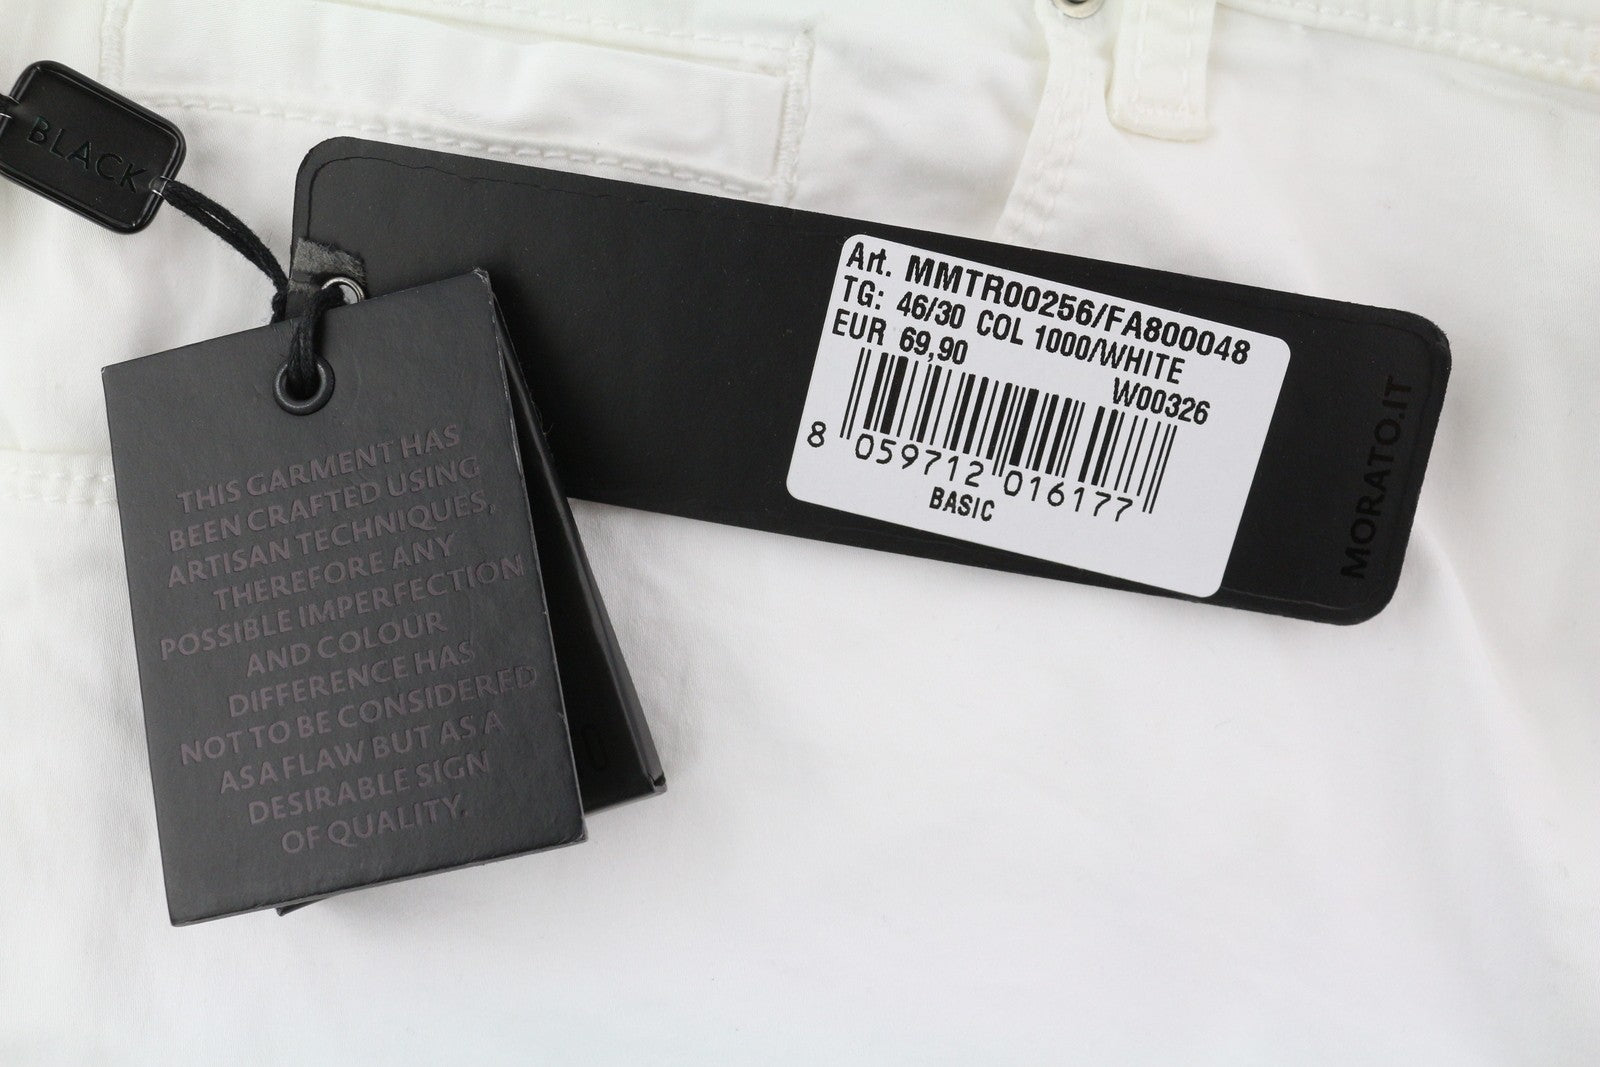 BLACK
Art. MMTR00256/FA800048
TG: 46/30 COL 1000/WHITE
EUR 69,90
W00326
8 059712 016177
BASIC
MORATO.IT
THIS GARMENT HAS
BEEN CRAFTED USING
ARTISAN TECHNIQUES,
THEREFORE ANY
POSSIBLE IMPERFECTION
AND COLOUR
DIFFERENCE HAS
NOT TO BE CONSIDERED
AS A FLAW BUT AS A
DESIRABLE SIGN
OF QUALITY.